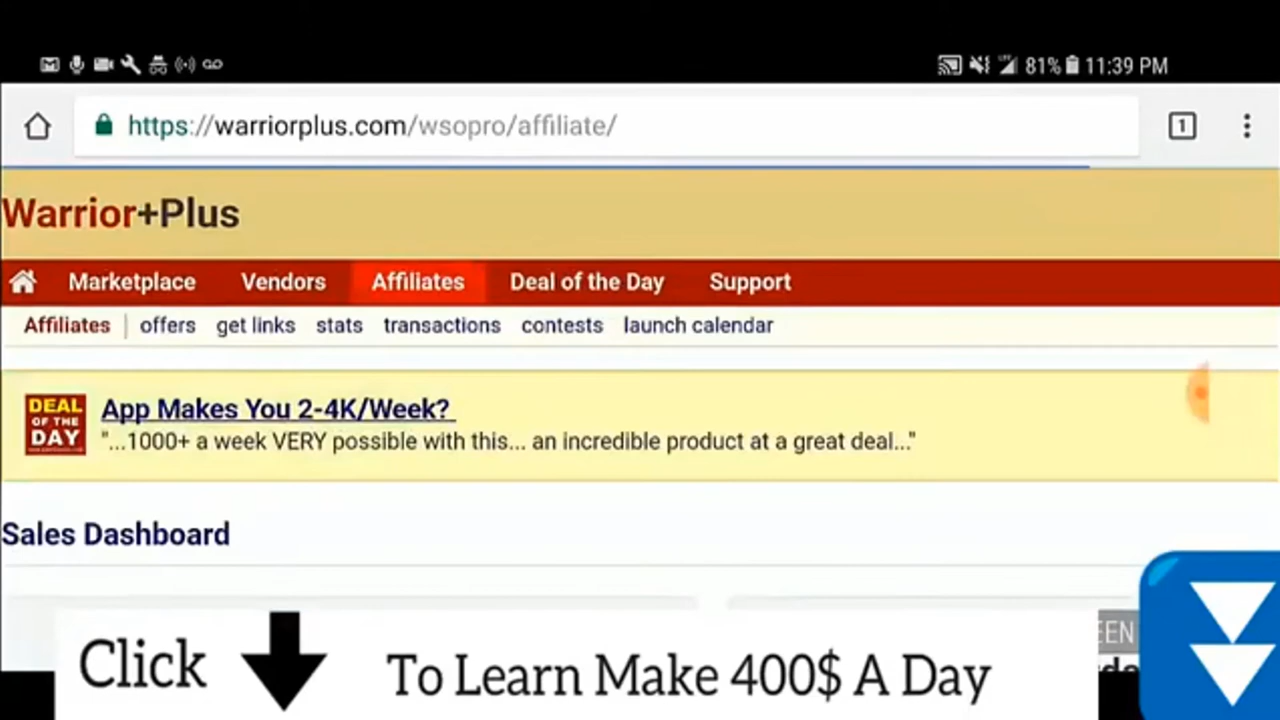 81% 11:39 PM
https://warriorplus.com/wsopro/affiliate/
1
Warrior+Plus
Marketplace Vendors Affiliates Deal of the Day Support
Affiliates offers get links stats transactions contests launch calendar
DEAL
OF THE
DAY
App Makes You 2-4K/Week?
"...1000+ a week VERY possible with this... an incredible product at a great deal..."
Sales Dashboard
Click To Learn Make 400$ A Day